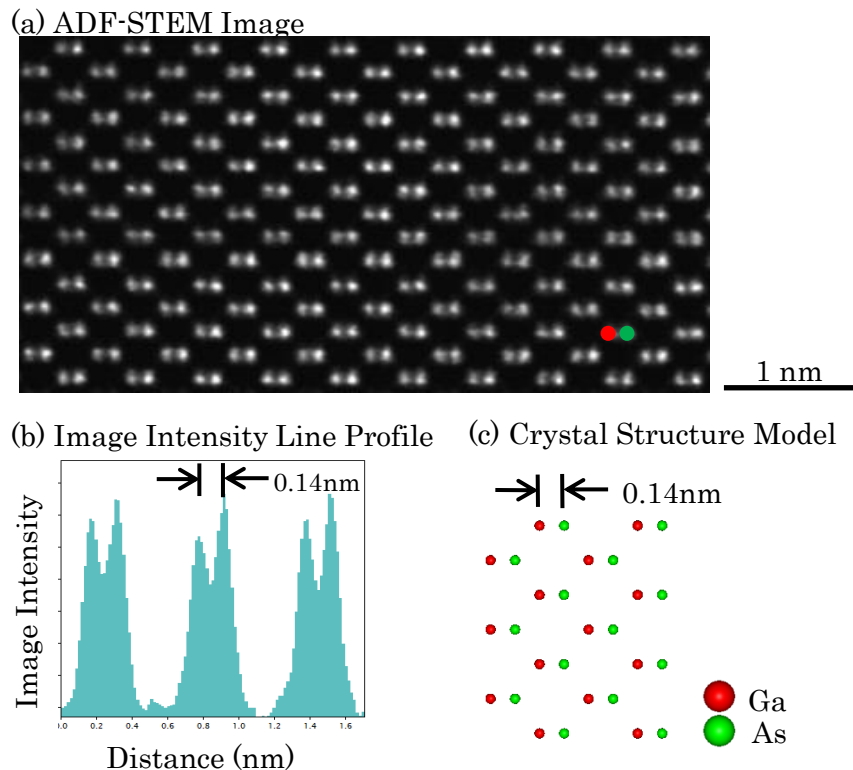 (a) ADF-STEM Image
1 nm
(b) Image Intensity Line Profile
0.14nm
Image Intensity
0.0 0.2 0.4 0.6 0.8 1.0 1.2 1.4 1.6
Distance (nm)
(c) Crystal Structure Model
0.14nm
Ga
As